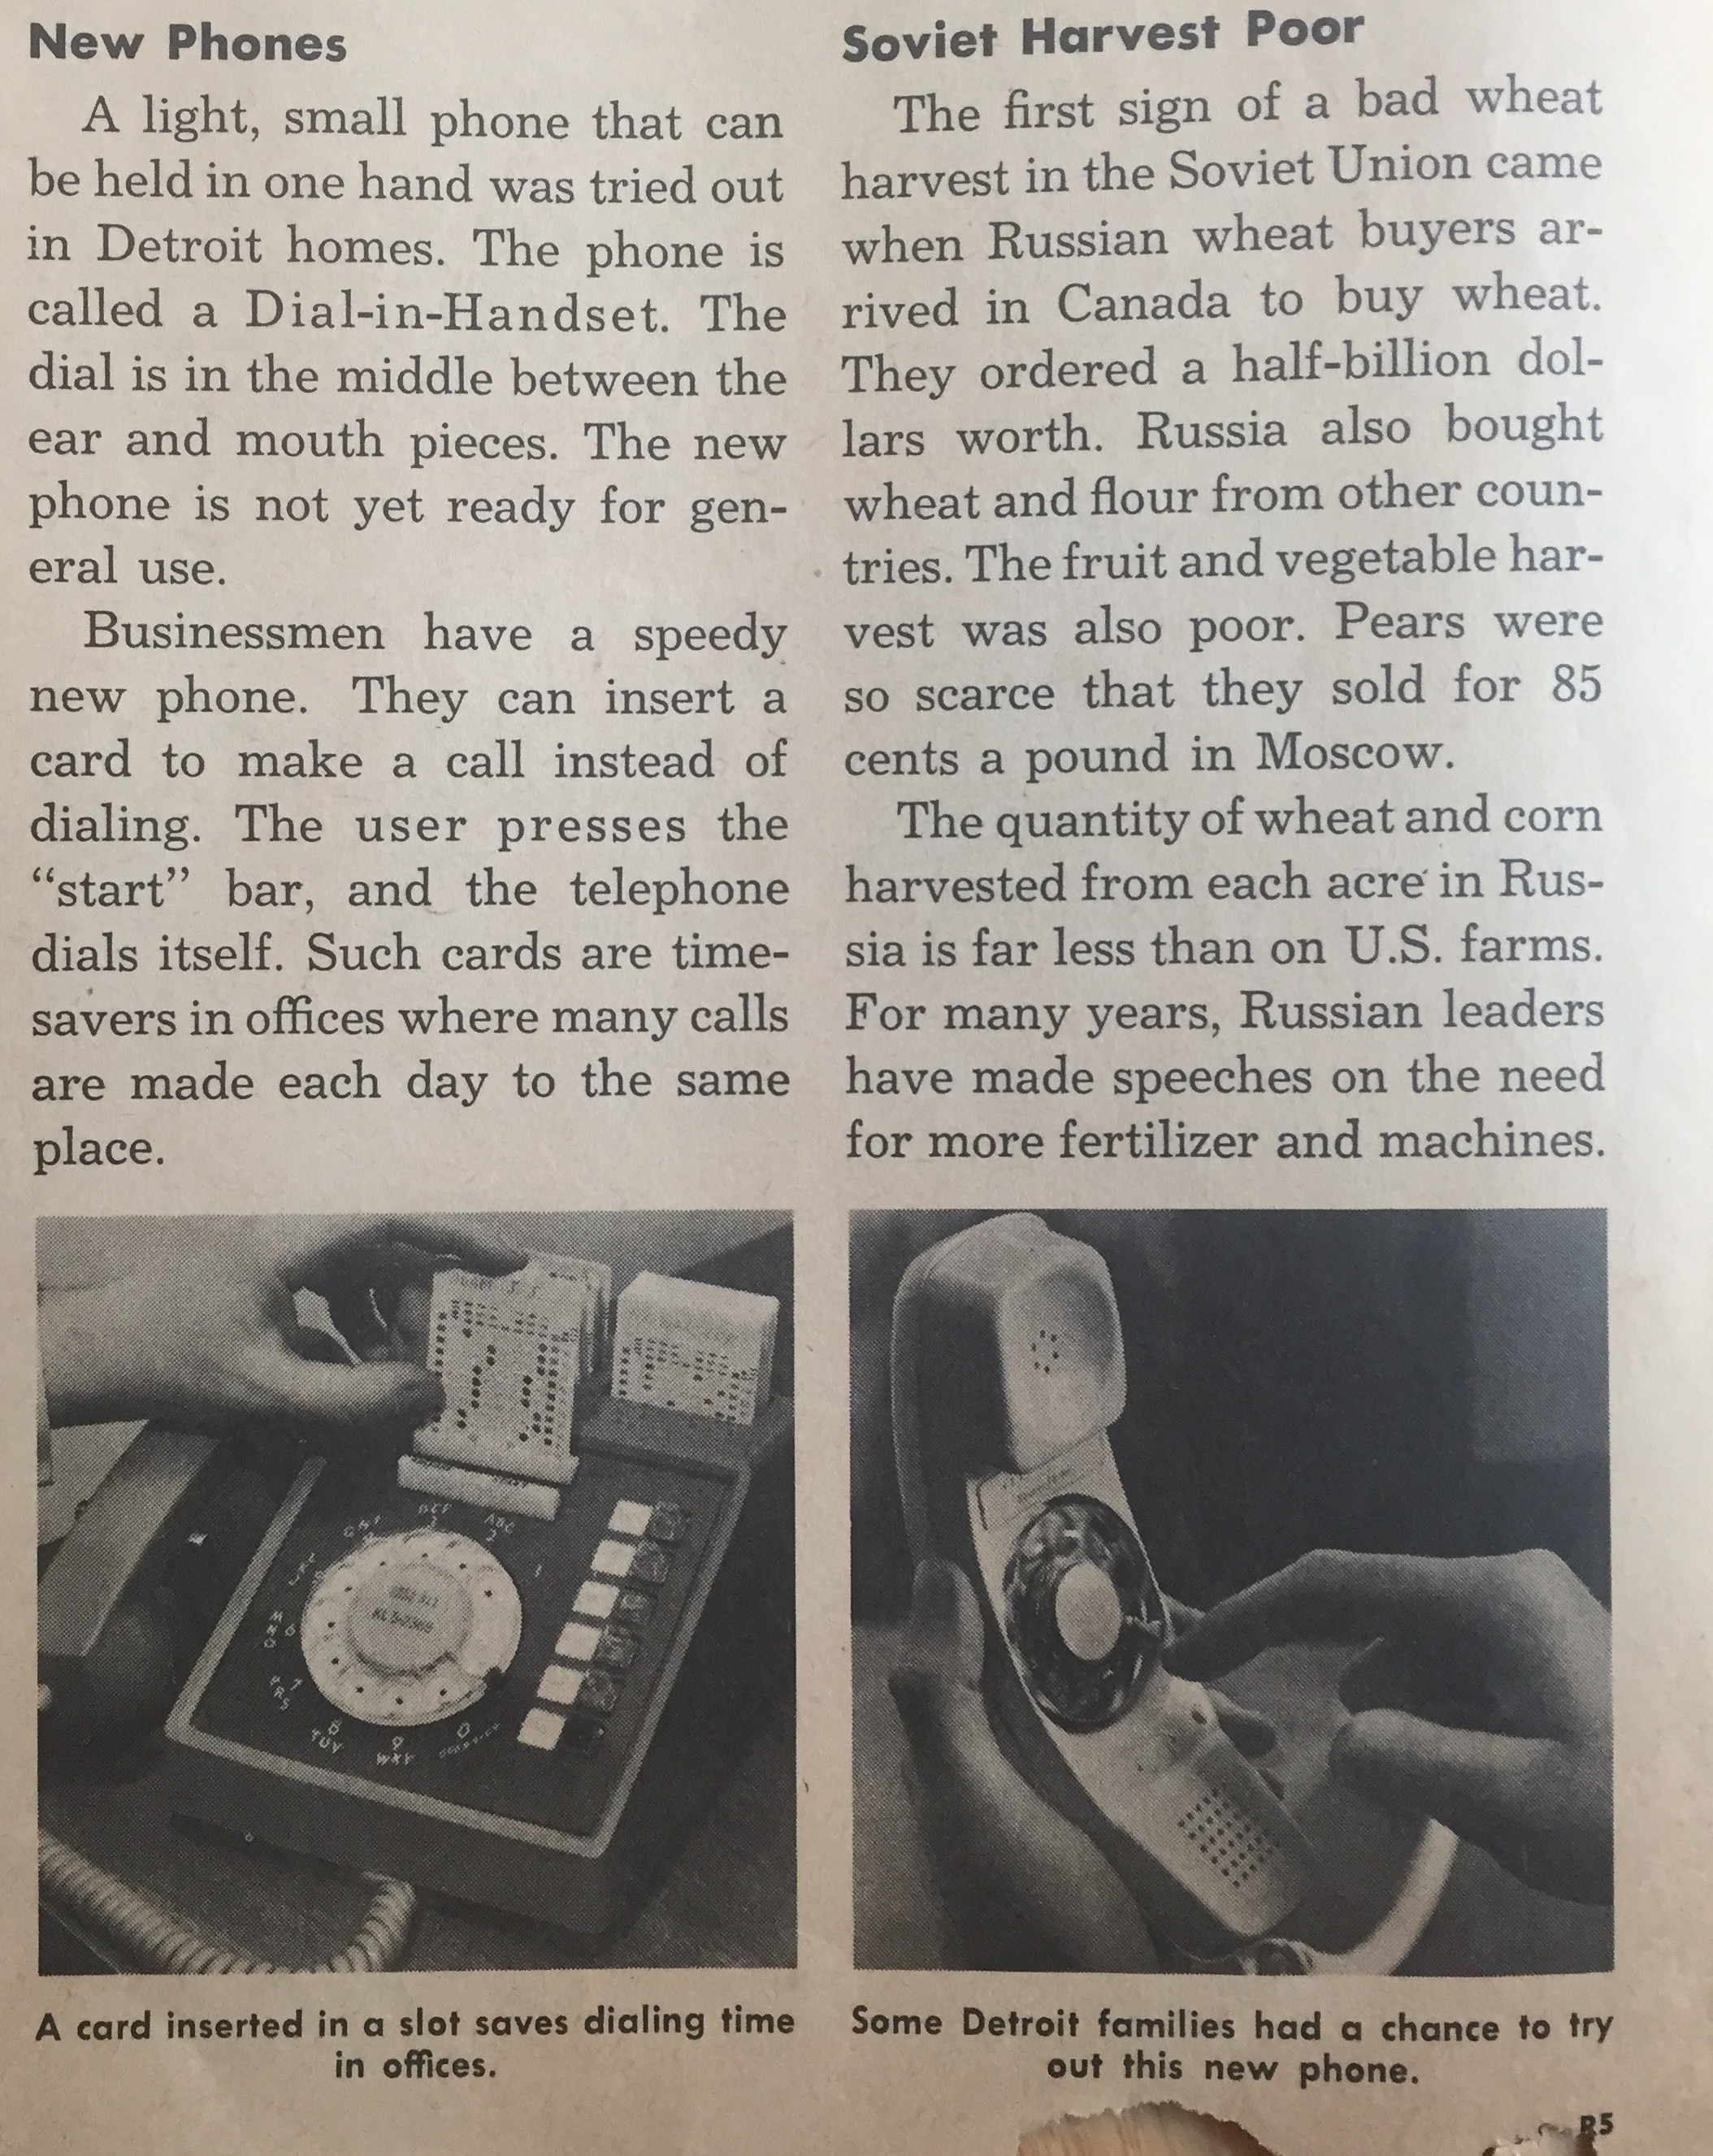 New Phones
A light, small phone that can
be held in one hand was tried out
in Detroit homes. The phone is
called a Dial-in-Handset. The
dial is in the middle between the
ear and mouth pieces. The new
phone is not yet ready for gen-
eral use.
Businessmen have a speedy
new phone. They can insert a
card to make a call instead of
dialing. The user presses the
“start” bar, and the telephone
dials itself. Such cards are time-
savers in offices where many calls
are made each day to the same
place.
Soviet Harvest Poor
The first sign of a bad wheat
harvest in the Soviet Union came
when Russian wheat buyers ar-
rived in Canada to buy wheat.
They ordered a half-billion dol-
lars worth. Russia also bought
wheat and flour from other coun-
tries. The fruit and vegetable har-
vest was also poor. Pears were
so scarce that they sold for 85
cents a pound in Moscow.
The quantity of wheat and corn
harvested from each acre in Rus-
sia is far less than on U.S. farms.
For many years, Russian leaders
have made speeches on the need
for more fertilizer and machines.
ABC
2
1
6
7
PRS
8
TUV
9
WXY
0
A card inserted in a slot saves dialing time
in offices.
Some Detroit families had a chance to try
out this new phone.
R5